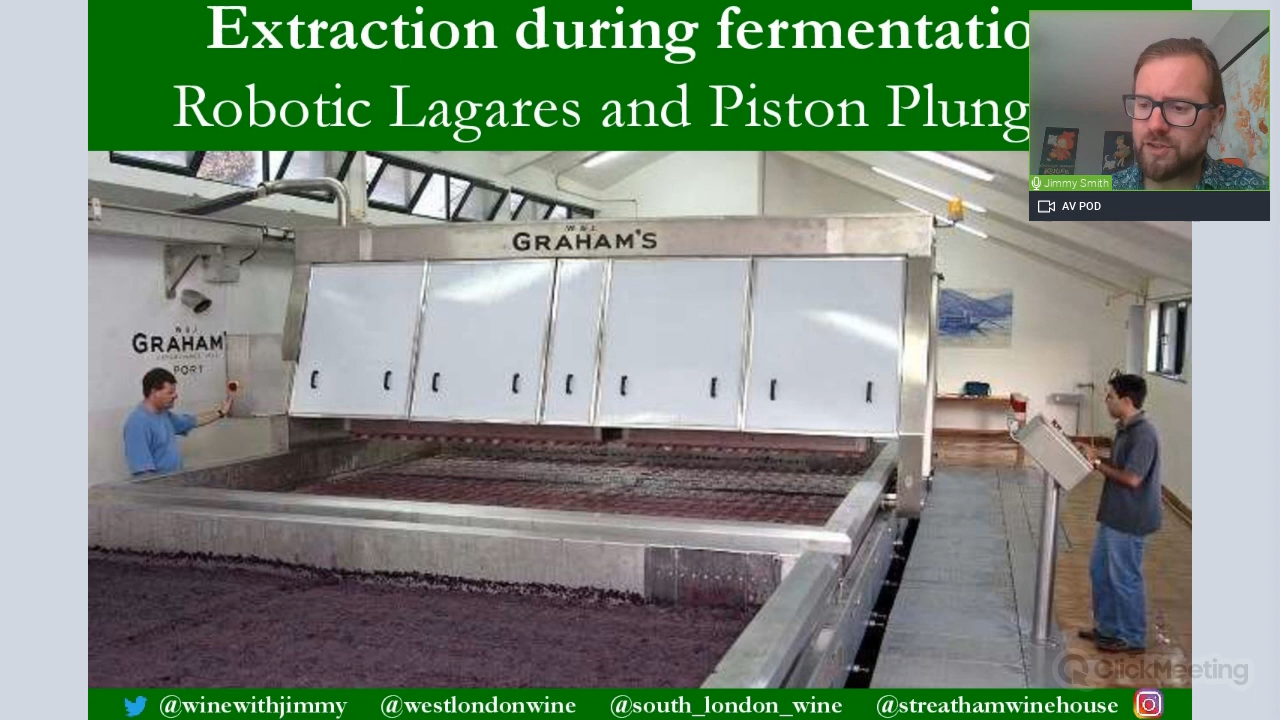 Extraction during fermentatio
Robotic Lagares and Piston Plung
Jimmy Smith
AV POD
W & J
GRAHAM'S
W & J
GRAHAM'
PORT
ClickMeeting
@winewithjimmy @westlondonwine @south_london_wine @streathamwinehouse